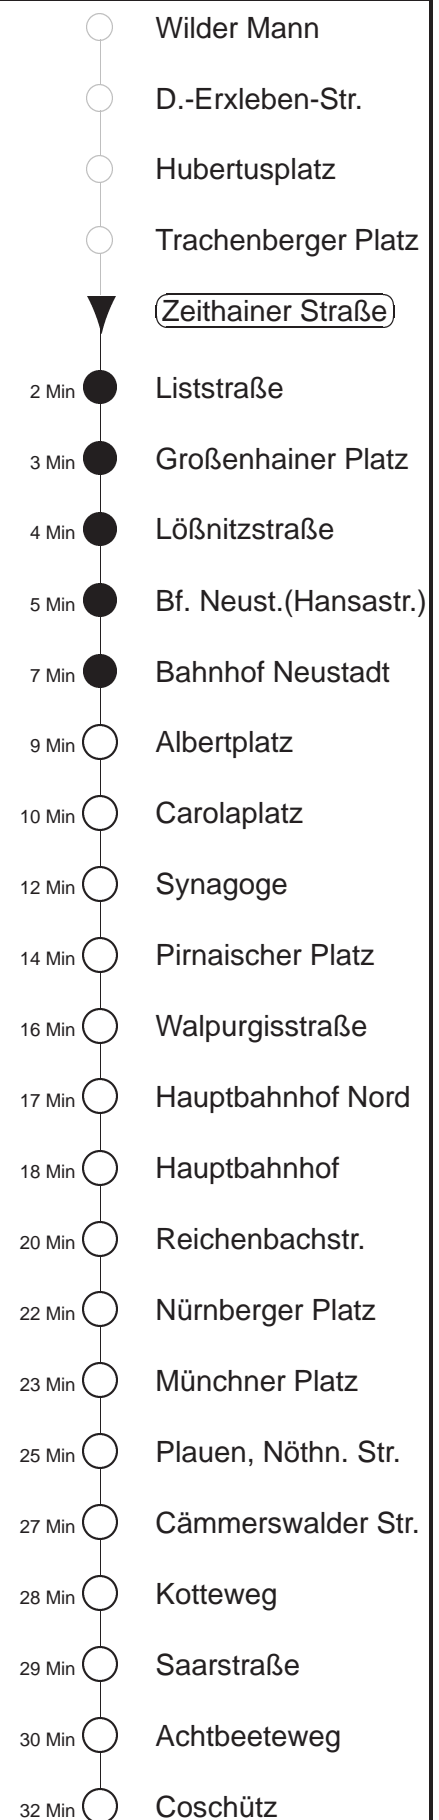 Wilder Mann
D.-Erxleben-Str.
Hubertusplatz
Trachenberger Platz
Zeithainer Straße
2 Min Liststraße
3 Min Großenhainer Platz
4 Min Lößnitzstraße
5 Min Bf. Neust.(Hansastr.)
7 Min Bahnhof Neustadt
9 Min Albertplatz
10 Min Carolaplatz
12 Min Synagoge
14 Min Pirnaischer Platz
16 Min Walpurgisstraße
17 Min Hauptbahnhof Nord
18 Min Hauptbahnhof
20 Min Reichenbachstr.
22 Min Nürnberger Platz
23 Min Münchner Platz
25 Min Plauen, Nöthn. Str.
27 Min Cämmerswalder Str.
28 Min Kotteweg
29 Min Saarstraße
30 Min Achtbeeteweg
32 Min Coschütz